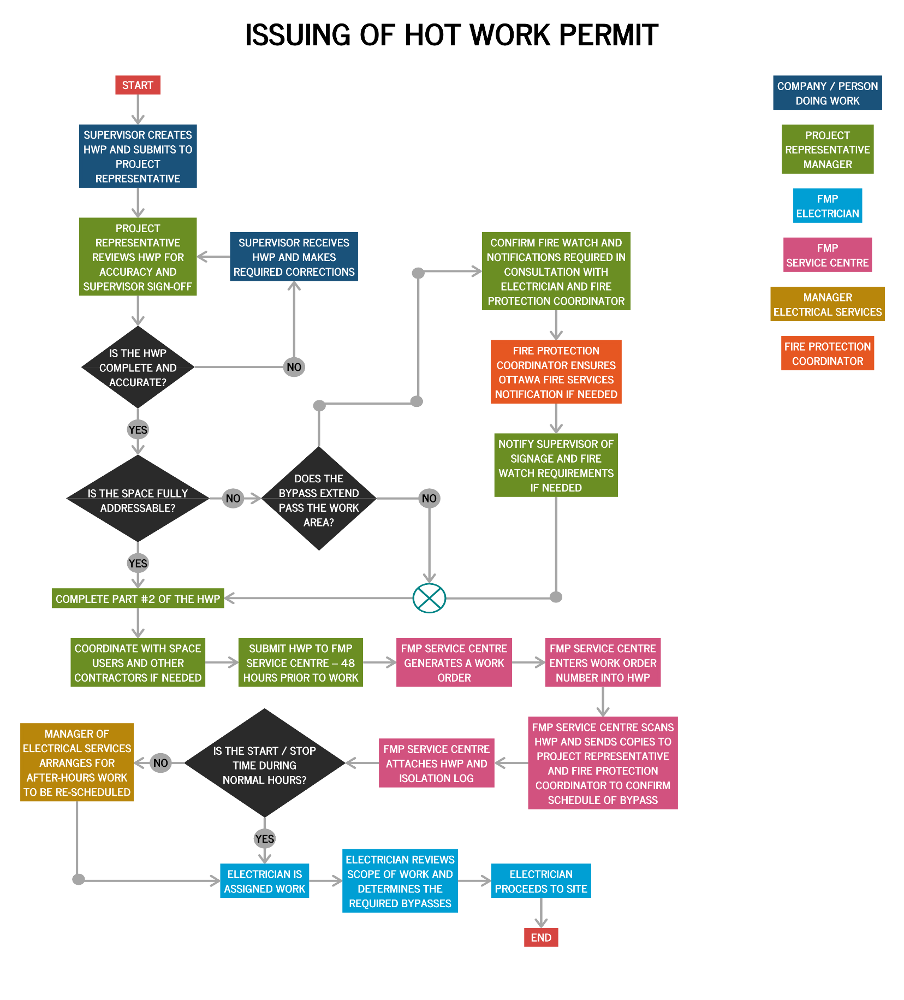 ISSUING OF HOT WORK PERMIT
START
SUPERVISOR CREATES
HWP AND SUBMITS TO
PROJECT
REPRESENTATIVE
PROJECT
REPRESENTATIVE
REVIEWS HWP FOR
ACCURACY AND
SUPERVISOR SIGN-OFF
SUPERVISOR RECEIVES
HWP AND MAKES
REQUIRED CORRECTIONS
IS THE HWP
COMPLETE AND
ACCURATE?
NO
YES
IS THE SPACE FULLY
ADDRESSABLE?
NO
DOES THE
BYPASS EXTEND
PASS THE WORK
AREA?
NO
CONFIRM FIRE WATCH AND
NOTIFICATIONS REQUIRED IN
CONSULTATION WITH
ELECTRICIAN AND FIRE
PROTECTION COORDINATOR
FIRE PROTECTION
COORDINATOR ENSURES
OTTAWA FIRE SERVICES
NOTIFICATION IF NEEDED
NOTIFY SUPERVISOR OF
SIGNAGE AND FIRE
WATCH REQUIREMENTS
IF NEEDED
YES
COMPLETE PART #2 OF THE HWP
COORDINATE WITH SPACE
USERS AND OTHER
CONTRACTORS IF NEEDED
SUBMIT HWP TO FMP
SERVICE CENTRE – 48
HOURS PRIOR TO WORK
FMP SERVICE CENTRE
GENERATES A WORK
ORDER
FMP SERVICE CENTRE
ENTERS WORK ORDER
NUMBER INTO HWP
FMP SERVICE CENTRE SCANS
HWP AND SENDS COPIES TO
PROJECT REPRESENTATIVE
AND FIRE PROTECTION
COORDINATOR TO CONFIRM
SCHEDULE OF BYPASS
FMP SERVICE CENTRE
ATTACHES HWP AND
ISOLATION LOG
IS THE START / STOP
TIME DURING
NORMAL HOURS?
NO
MANAGER OF
ELECTRICAL SERVICES
ARRANGES FOR
AFTER-HOURS WORK
TO BE RE-SCHEDULED
YES
ELECTRICIAN IS
ASSIGNED WORK
ELECTRICIAN REVIEWS
SCOPE OF WORK AND
DETERMINES THE
REQUIRED BYPASSES
ELECTRICIAN
PROCEEDS TO SITE
END
COMPANY / PERSON
DOING WORK
PROJECT
REPRESENTATIVE
MANAGER
FMP
ELECTRICIAN
FMP
SERVICE CENTRE
MANAGER
ELECTRICAL SERVICES
FIRE PROTECTION
COORDINATOR